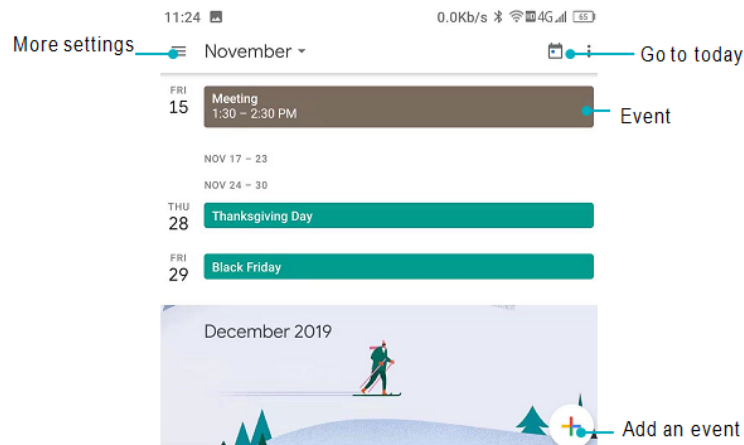 11:24
0.0Kb/s HD 4G 65
More settings
November
Go to today
FRI
15
Meeting
1:30 – 2:30 PM
Event
NOV 17 – 23
NOV 24 – 30
THU
28
Thanksgiving Day
FRI
29
Black Friday
December 2019
Add an event